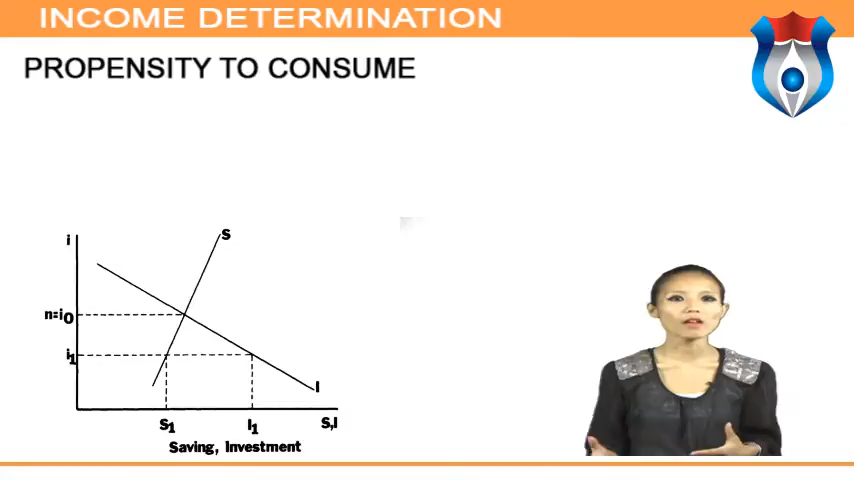 INCOME DETERMINATION
PROPENSITY TO CONSUME
i
S
n=i0
i1
I
S1
I1
S,I
Saving, Investment